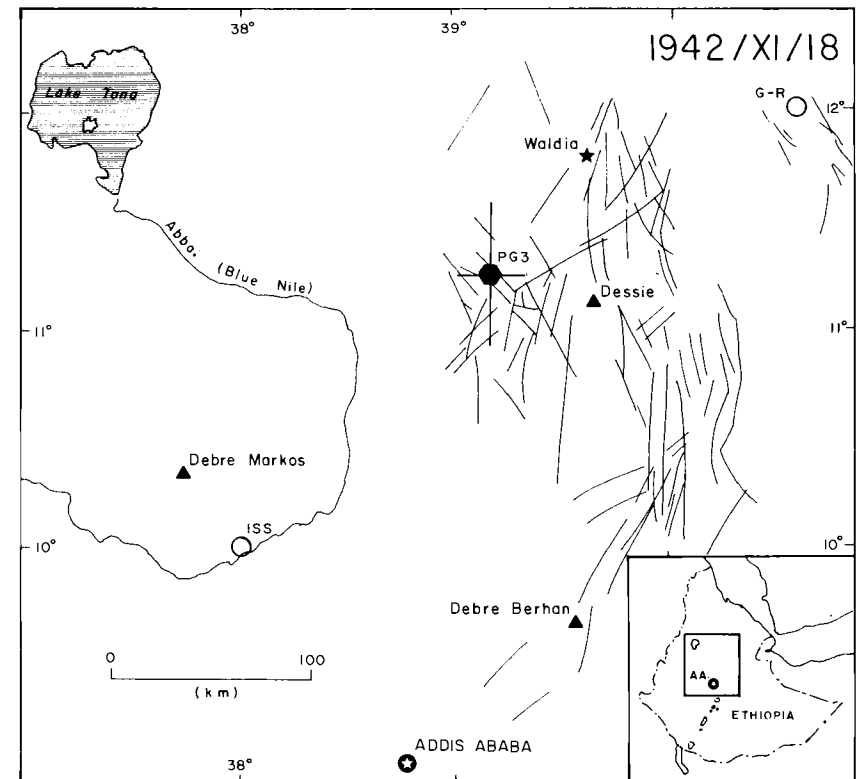 38°
39°
1942/XI/18
Lake Tana
G-R
12°
Waldia
Abba.
(Blue Nile)
PG3
Dessie
11°
11°
Debre Markos
ISS
10°
10°
Debre Berhan
0 100
(km)
AA.
ETHIOPIA
ADDIS ABABA
38°